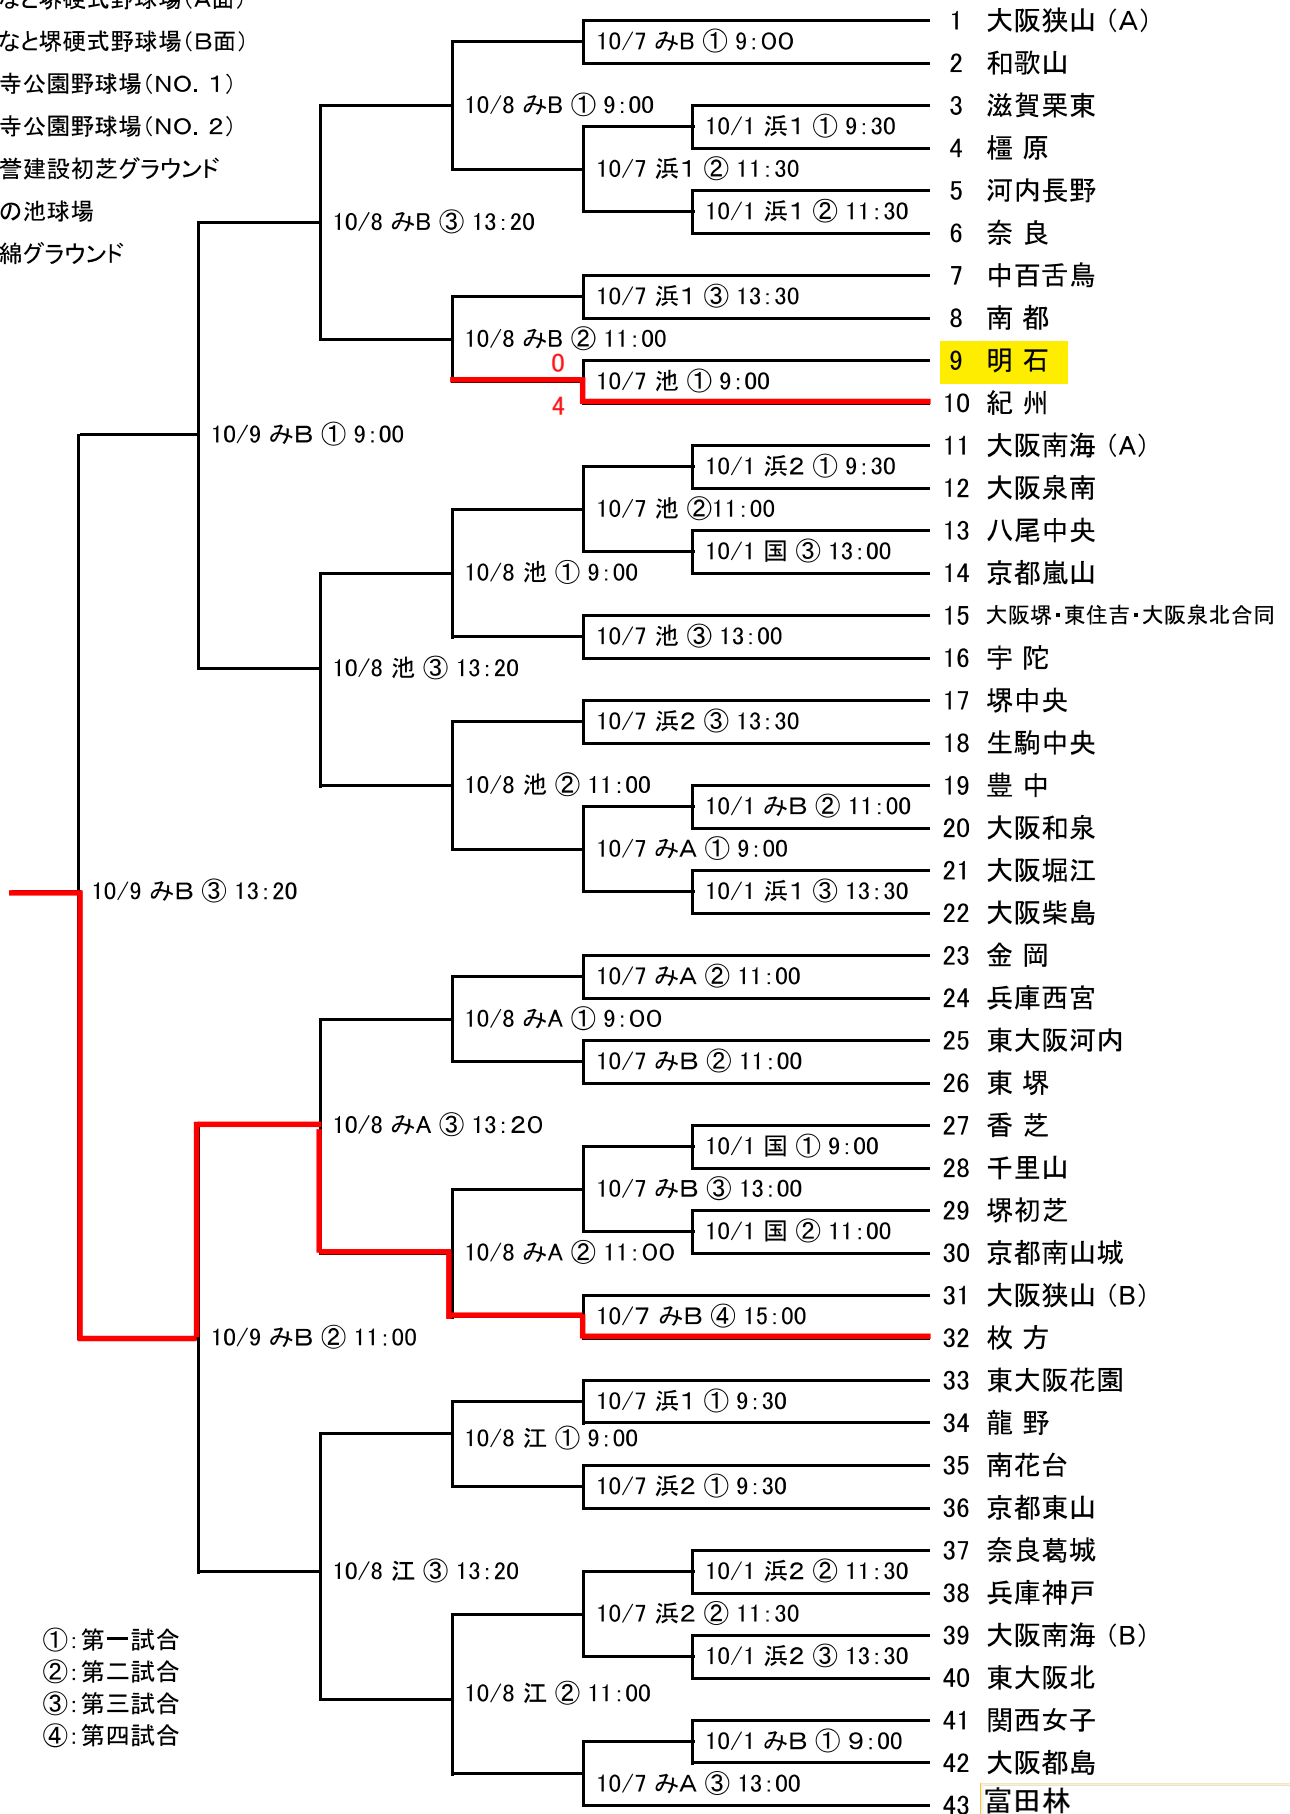 なと堺硬式野球場(A面)
なと堺硬式野球場(B面)
寺公園野球場(NO. 1)
寺公園野球場(NO. 2)
誉建設初芝グラウンド
の池球場
綿グラウンド
1 大阪狭山 (A)
10/7 みB ① 9:00
2 和歌山
10/8 みB ① 9:00
3 滋賀栗東
10/1 浜1 ① 9:30
4 橿 原
10/7 浜1 ② 11:30
5 河内長野
10/1 浜1 ② 11:30
6 奈 良
10/8 みB ③ 13:20
7 中百舌鳥
10/7 浜1 ③ 13:30
8 南 都
10/8 みB ② 11:00
0
9 明 石
10/7 池 ① 9:00
4
10 紀 州
10/9 みB ① 9:00
11 大阪南海 (A)
10/1 浜2 ① 9:30
12 大阪泉南
10/7 池 ②11:00
13 八尾中央
10/1 国 ③ 13:00
14 京都嵐山
10/8 池 ① 9:00
15 大阪堺・東住吉・大阪泉北合同
10/7 池 ③ 13:00
16 宇 陀
10/8 池 ③ 13:20
17 堺中央
10/7 浜2 ③ 13:30
18 生駒中央
10/8 池 ② 11:00
19 豊 中
10/1 みB ② 11:00
20 大阪和泉
10/7 みA ① 9:00
21 大阪堀江
10/1 浜1 ③ 13:30
22 大阪柴島
10/9 みB ③ 13:20
23 金 岡
10/7 みA ② 11:00
24 兵庫西宮
10/8 みA ① 9:00
25 東大阪河内
10/7 みB ② 11:00
26 東 堺
10/8 みA ③ 13:20
27 香 芝
10/1 国 ① 9:00
28 千里山
10/7 みB ③ 13:00
29 堺初芝
10/1 国 ② 11:00
30 京都南山城
10/8 みA ② 11:00
31 大阪狭山 (B)
10/7 みB ④ 15:00
32 枚 方
10/9 みB ② 11:00
33 東大阪花園
10/7 浜1 ① 9:30
34 龍 野
10/8 江 ① 9:00
35 南花台
10/7 浜2 ① 9:30
36 京都東山
10/8 江 ③ 13:20
37 奈良葛城
10/1 浜2 ② 11:30
38 兵庫神戸
10/7 浜2 ② 11:30
39 大阪南海 (B)
10/1 浜2 ③ 13:30
40 東大阪北
10/8 江 ② 11:00
41 関西女子
10/1 みB ① 9:00
42 大阪都島
10/7 みA ③ 13:00
43 富田林
①:第一試合
②:第二試合
③:第三試合
④:第四試合